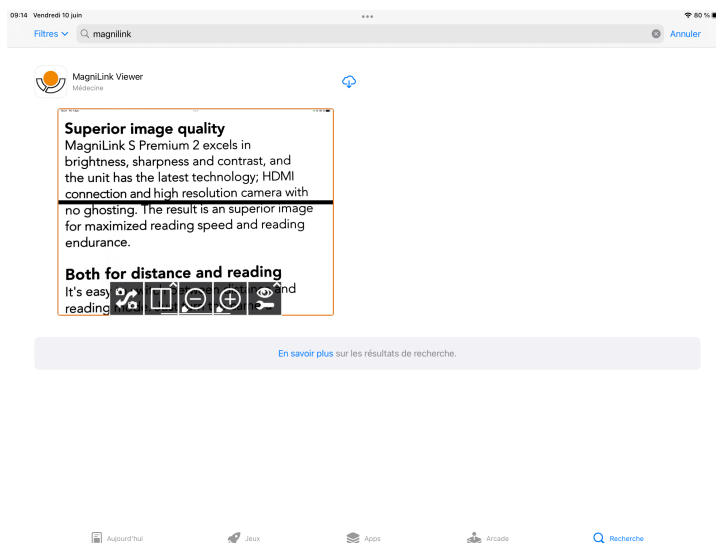 09:14 Vendredi 10 juin
80 %
Filtres
magnilink
Annuler
MagniLink Viewer
Médecine
Superior image quality
MagniLink S Premium 2 excels in
brightness, sharpness and contrast, and
the unit has the latest technology; HDMI
connection and high resolution camera with
no ghosting. The result is an superior image
for maximized reading speed and reading
endurance.
Both for distance and reading
It's easy and
reading
En savoir plus sur les résultats de recherche.
Aujourd'hui
Jeux
Apps
Arcade
Recherche